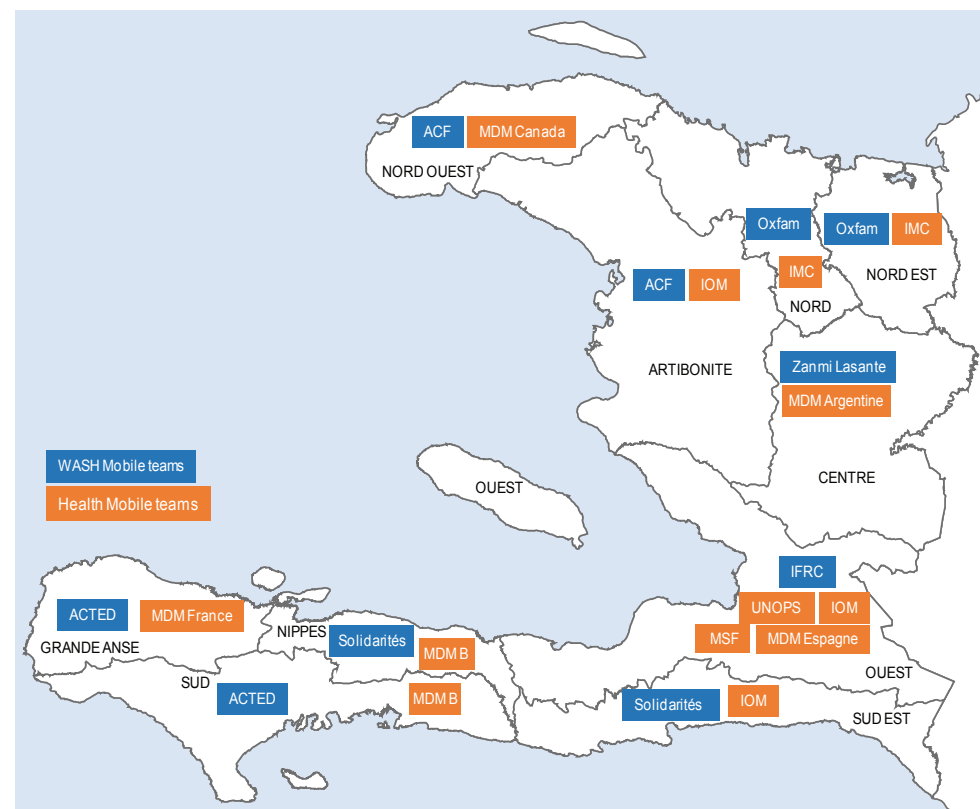 ACF MDM Canada
NORD OUEST
Oxfam
Oxfam IMC
IMC
NORD EST
ACF IOM
NORD
Zanmi Lasante
ARTIBONITE
MDM Argentine
WASH Mobile teams
Health Mobile teams
OUEST
CENTRE
IFRC
UNOPS IOM
MSF MDM Espagne
OUEST
ACTED MDM France
GRANDE ANSE
NIPPES
Solidarités
MDM B
SUD
ACTED
MDM B
Solidarités IOM
SUD EST